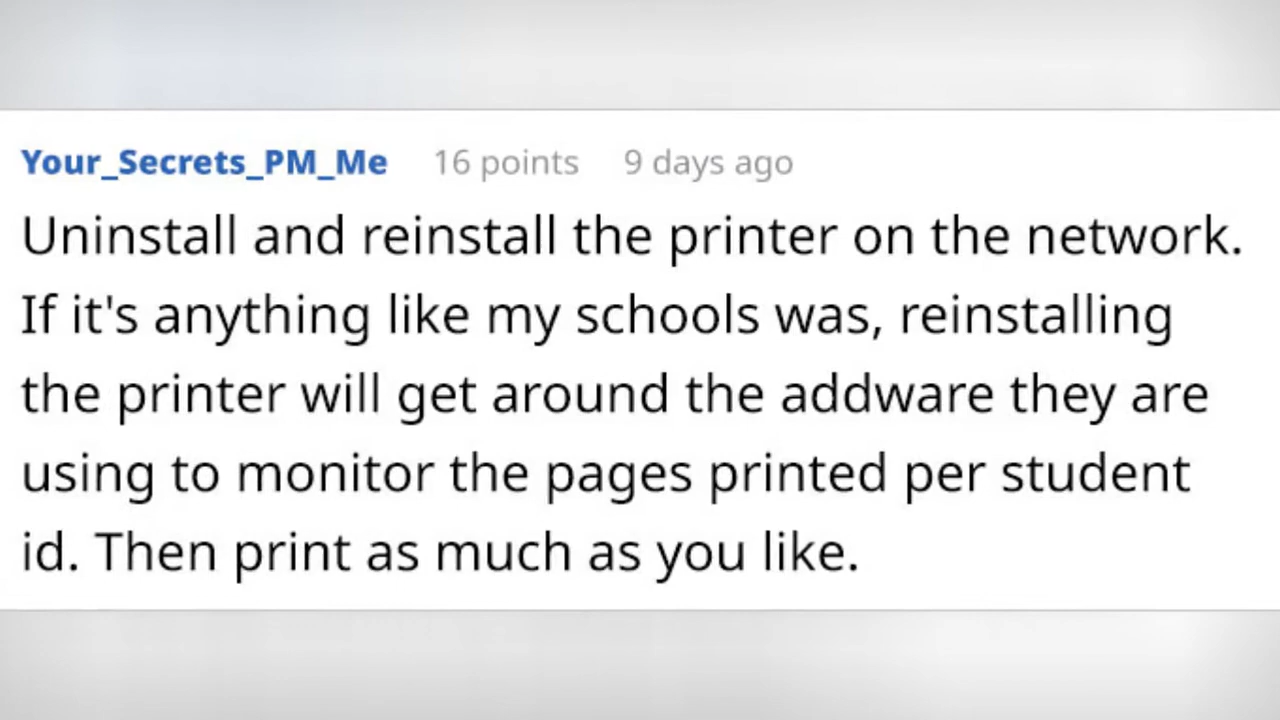 Your_Secrets_PM_Me 16 points 9 days ago
Uninstall and reinstall the printer on the network.
If it's anything like my schools was, reinstalling
the printer will get around the addware they are
using to monitor the pages printed per student
id. Then print as much as you like.